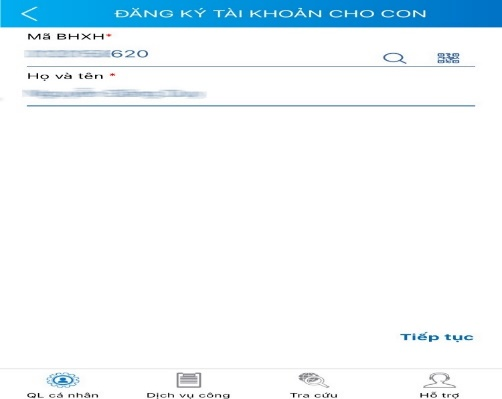 ĐĂNG KÝ TÀI KHOẢN CHO CON
Mã BHXH*
620
Họ và tên *
Tiếp tục
QL cá nhân
Dịch vụ công
Tra cứu
Hỗ trợ